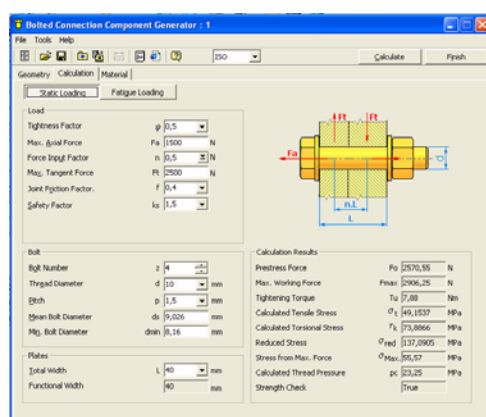 Bolted Connection Component Generator : 1
File Tools Help
ISO
Calculate
Finish
Geometry Calculation Material
Static Loading
Fatigue Loading
Load
Tightness Factor ψ 0,5
Max. Axial Force Fa 1500 N
Force Input Factor n 0,5 N
Max. Tangent Force Ft 2500 N
Joint Friction Factor. f 0,4
Safety Factor ks 1,5
Ft Ft
Fa
d
n.L
L
Bolt
Bolt Number z 4
Thread Diameter d 10 mm
Pitch p 1,5 mm
Mean Bolt Diameter ds 9,026 mm
Min. Bolt Diameter dmin 8,16 mm
Plates
Total Width L 40 mm
Functional Width 40 mm
Calculation Results
Prestress Force Fo 2570,55 N
Max. Working Force Fmax 2906,25 N
Tightening Torque Tu 7,88 Nm
Calculated Tensile Stress σt 49,1537 MPa
Calculated Torsional Stress τk 73,8866 MPa
Reduced Stress σred 137,0905 MPa
Stress from Max. Force σMax. 55,57 MPa
Calculated Thread Pressure pc 23,25 MPa
Strength Check True